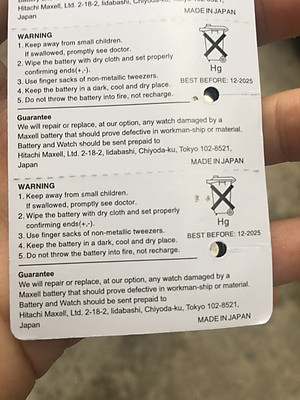 Hitachi Maxell, Ltd. 2-18-2, Iidabashi, Chiyoda-ku,
Japan
MADE IN JAPAN
WARNING
1. Keep away from small children.
If swallowed, promptly see doctor.
2. Wipe the battery with dry cloth and set properly
confirming ends(+,-).
3. Use finger sacks of non-metallic tweezers.
4. Keep the battery in a dark, cool and dry place.
5. Do not throw the battery into fire, not recharge.
Hg
BEST BEFORE: 12-2025
Guarantee
We will repair or replace, at our option, any watch damaged by a
Maxell battery that should prove defective in workman-ship or material.
Battery and Watch should be sent prepaid to
Hitachi Maxell, Ltd. 2-18-2, Iidabashi, Chiyoda-ku, Tokyo 102-8521,
Japan
MADE IN JAPAN
WARNING
1. Keep away from small children.
If swallowed, promptly see doctor.
2. Wipe the battery with dry cloth and set properly
confirming ends(+,-).
3. Use finger sacks of non-metallic tweezers.
4. Keep the battery in a dark, cool and dry place.
5. Do not throw the battery into fire, not recharge.
Hg
BEST BEFORE: 12-2025
Guarantee
We will repair or replace, at our option, any watch damaged by a
Maxell battery that should prove defective in workman-ship or material.
Battery and Watch should be sent prepaid to
Hitachi Maxell, Ltd. 2-18-2, Iidabashi, Chiyoda-ku, Tokyo 102-8521,
Japan
MADE IN JAPAN